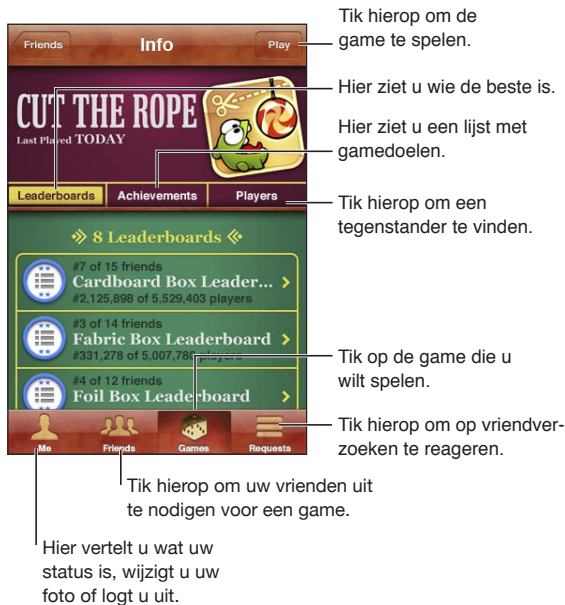 Tik hierop om de
game te spelen.
Friends
Info
Play
Hier ziet u wie de beste is.
CUT THE ROPE
Last Played TODAY
Hier ziet u een lijst met
gamedoelen.
Leaderboards
Achievements
Players
Tik hierop om een
tegenstander te vinden.
8 Leaderboards
#7 of 15 friends
Cardboard Box Leader...
#2,125,898 of 5,529,403 players
#3 of 14 friends
Fabric Box Leaderboard
#331,278 of 5,007,780 players
Tik op de game die u
wilt spelen.
#4 of 12 friends
Foil Box Leaderboard
Me
Friends
Games
Requests
Tik hierop om op vriendver-
zoeken te reageren.
Tik hierop om uw vrienden uit
te nodigen voor een game.
Hier vertelt u wat uw
status is, wijzigt u uw
foto of logt u uit.